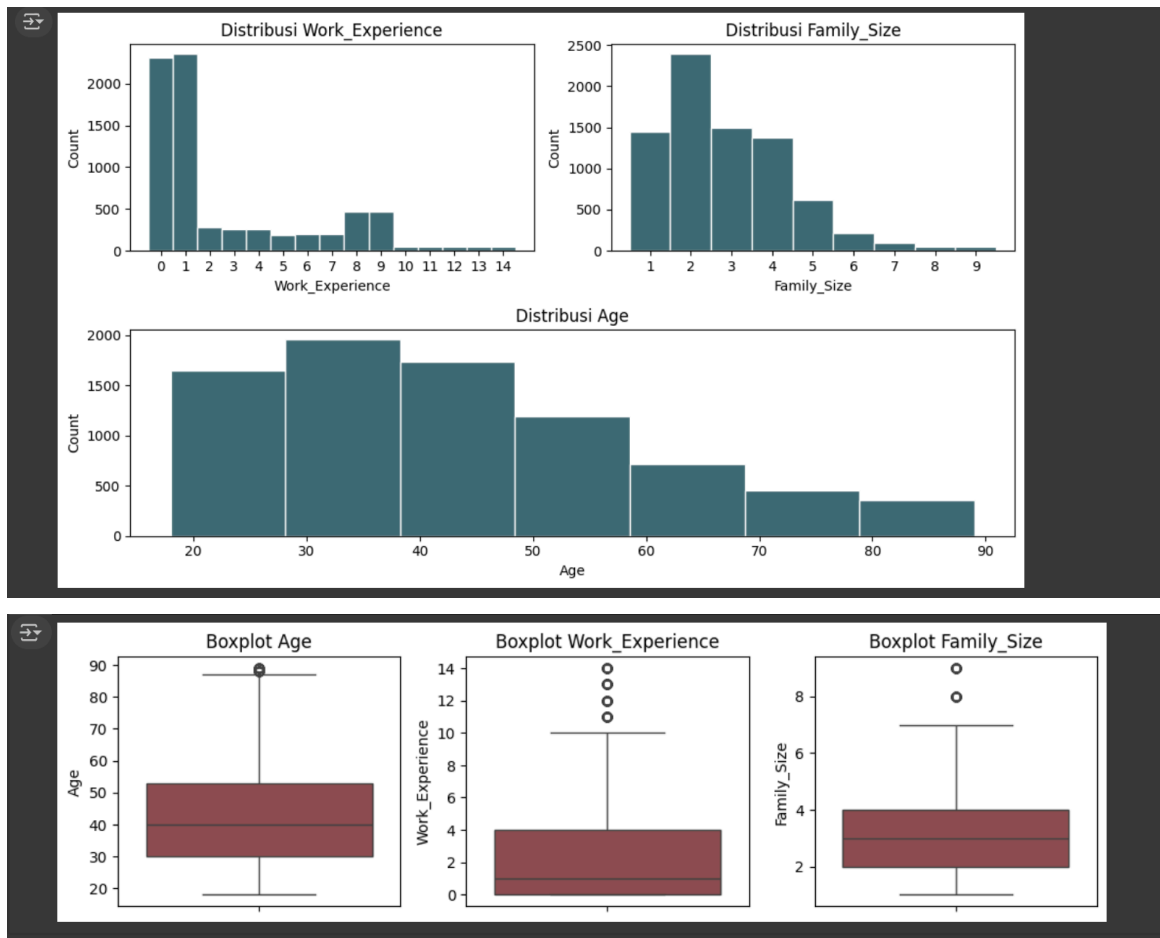 Distribusi Work_Experience
Count
2000
1500
1000
500
0
0 1 2 3 4 5 6 7 8 9 10 11 12 13 14
Work_Experience
Distribusi Family_Size
Count
2500
2000
1500
1000
500
0
1 2 3 4 5 6 7 8 9
Family_Size
Distribusi Age
Count
2000
1500
1000
500
0
20 30 40 50 60 70 80 90
Age
Boxplot Age
Age
90
80
70
60
50
40
30
20
Boxplot Work_Experience
Work_Experience
14
12
10
8
6
4
2
0
Boxplot Family_Size
Family_Size
8
6
4
2